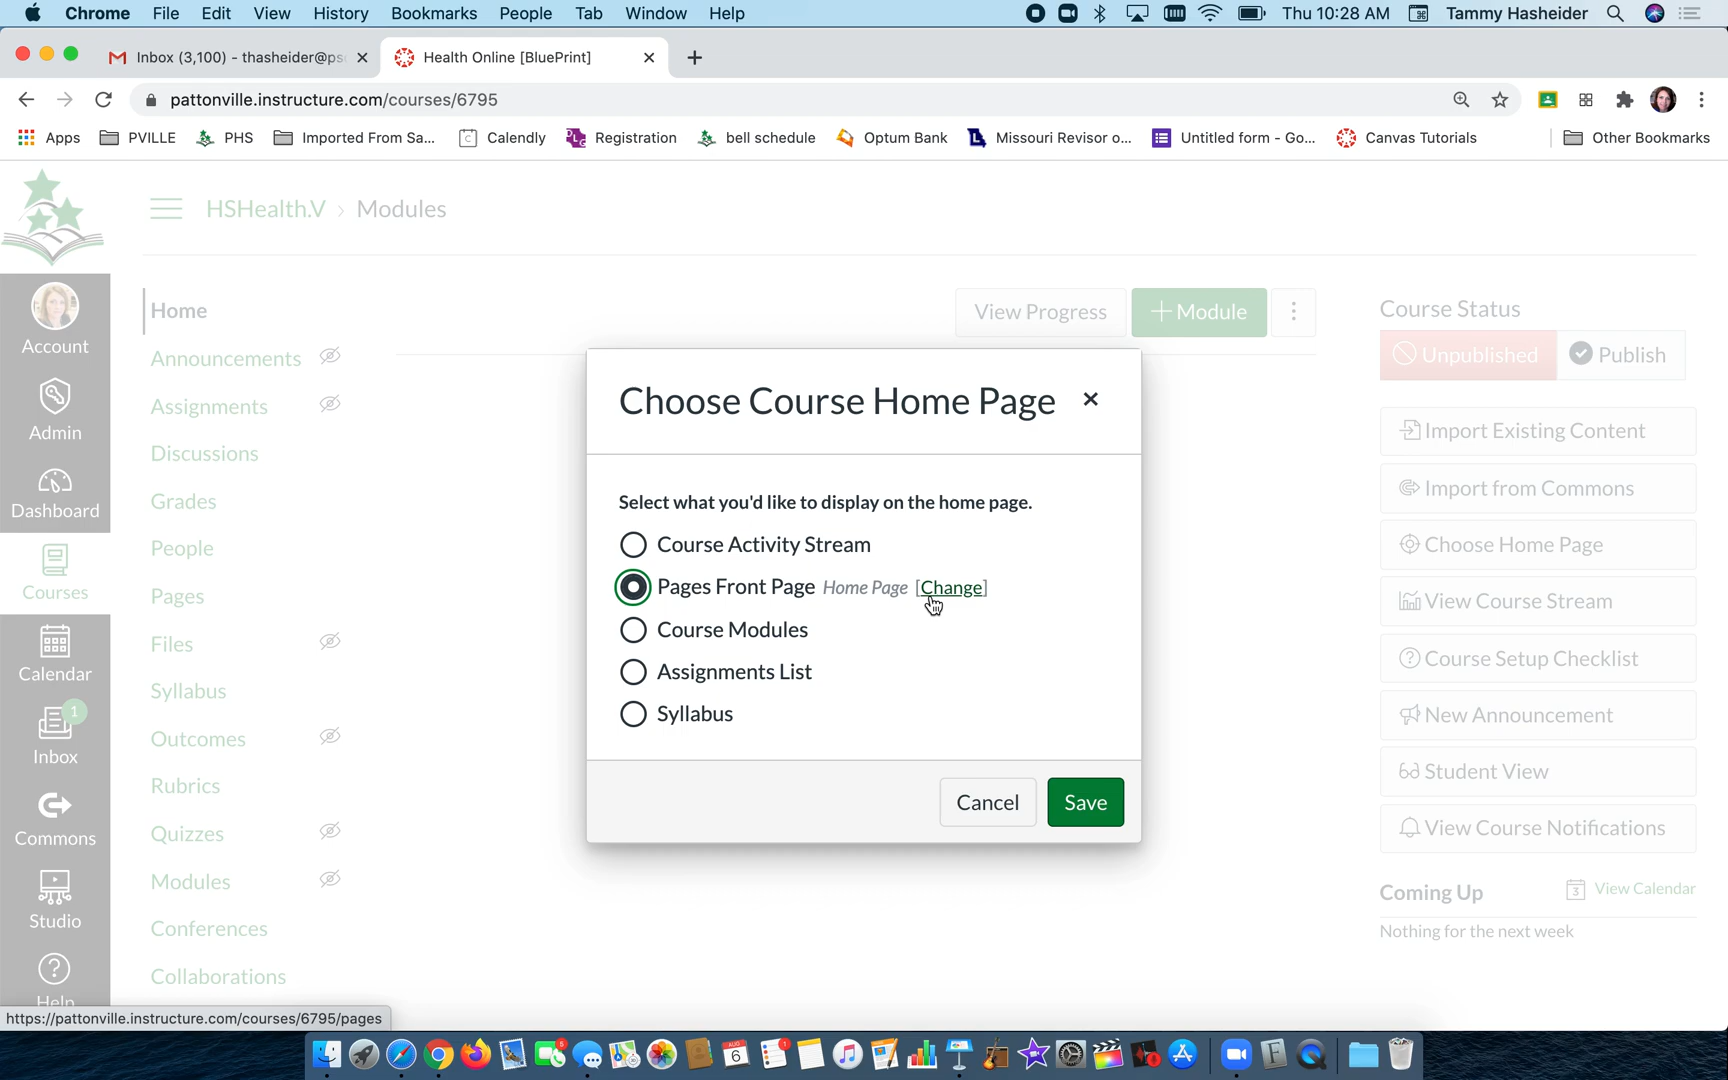 Chrome File Edit View History Bookmarks People Tab Window Help Thu 10:28 AM Tammy Hasheider
Inbox (3,100) - thasheider@ps Health Online [BluePrint]
pattonville.instructure.com/courses/6795
Apps PVILLE PHS Imported From Sa... Calendly Registration bell schedule Optum Bank Missouri Revisor o... Untitled form - Go... Canvas Tutorials Other Bookmarks
HSHealth.V › Modules
Account
Admin
Dashboard
Courses
Calendar
1
Inbox
Commons
Studio
Help
Home
Announcements
Assignments
Discussions
Grades
People
Pages
Files
Syllabus
Outcomes
Rubrics
Quizzes
Modules
Conferences
Collaborations
View Progress + Module
Choose Course Home Page
Select what you'd like to display on the home page.
Course Activity Stream
Pages Front Page Home Page [Change]
Course Modules
Assignments List
Syllabus
Cancel Save
Course Status
Unpublished Publish
Import Existing Content
Import from Commons
Choose Home Page
View Course Stream
Course Setup Checklist
New Announcement
Student View
View Course Notifications
Coming Up 3 View Calendar
Nothing for the next week
https://pattonville.instructure.com/courses/6795/pages